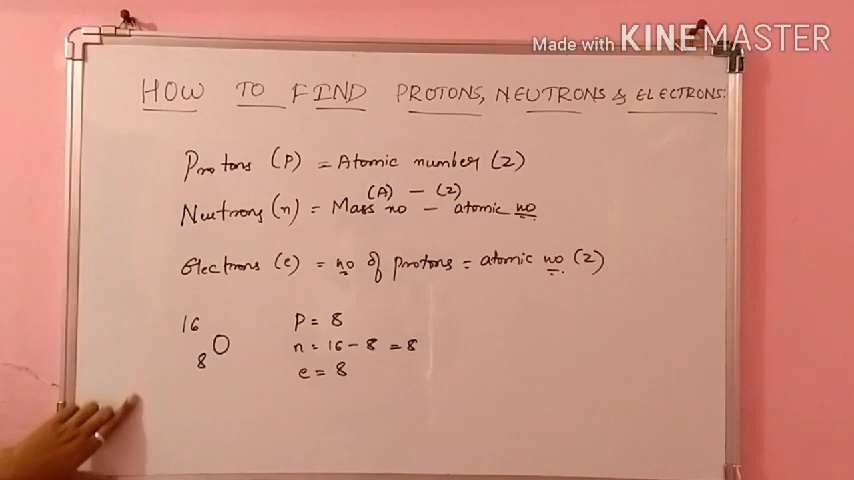 Made with KINEMASTER
HOW TO FIND PROTONS, NEUTRONS & ELECTRONS:
Protons (P) = Atomic number (Z)
(A) - (Z)
Neutrons (n) = Mass no - atomic no
Electrons (e) = no of protons = atomic no (Z)
16
O
8
P = 8
n = 16 - 8 = 8
e = 8